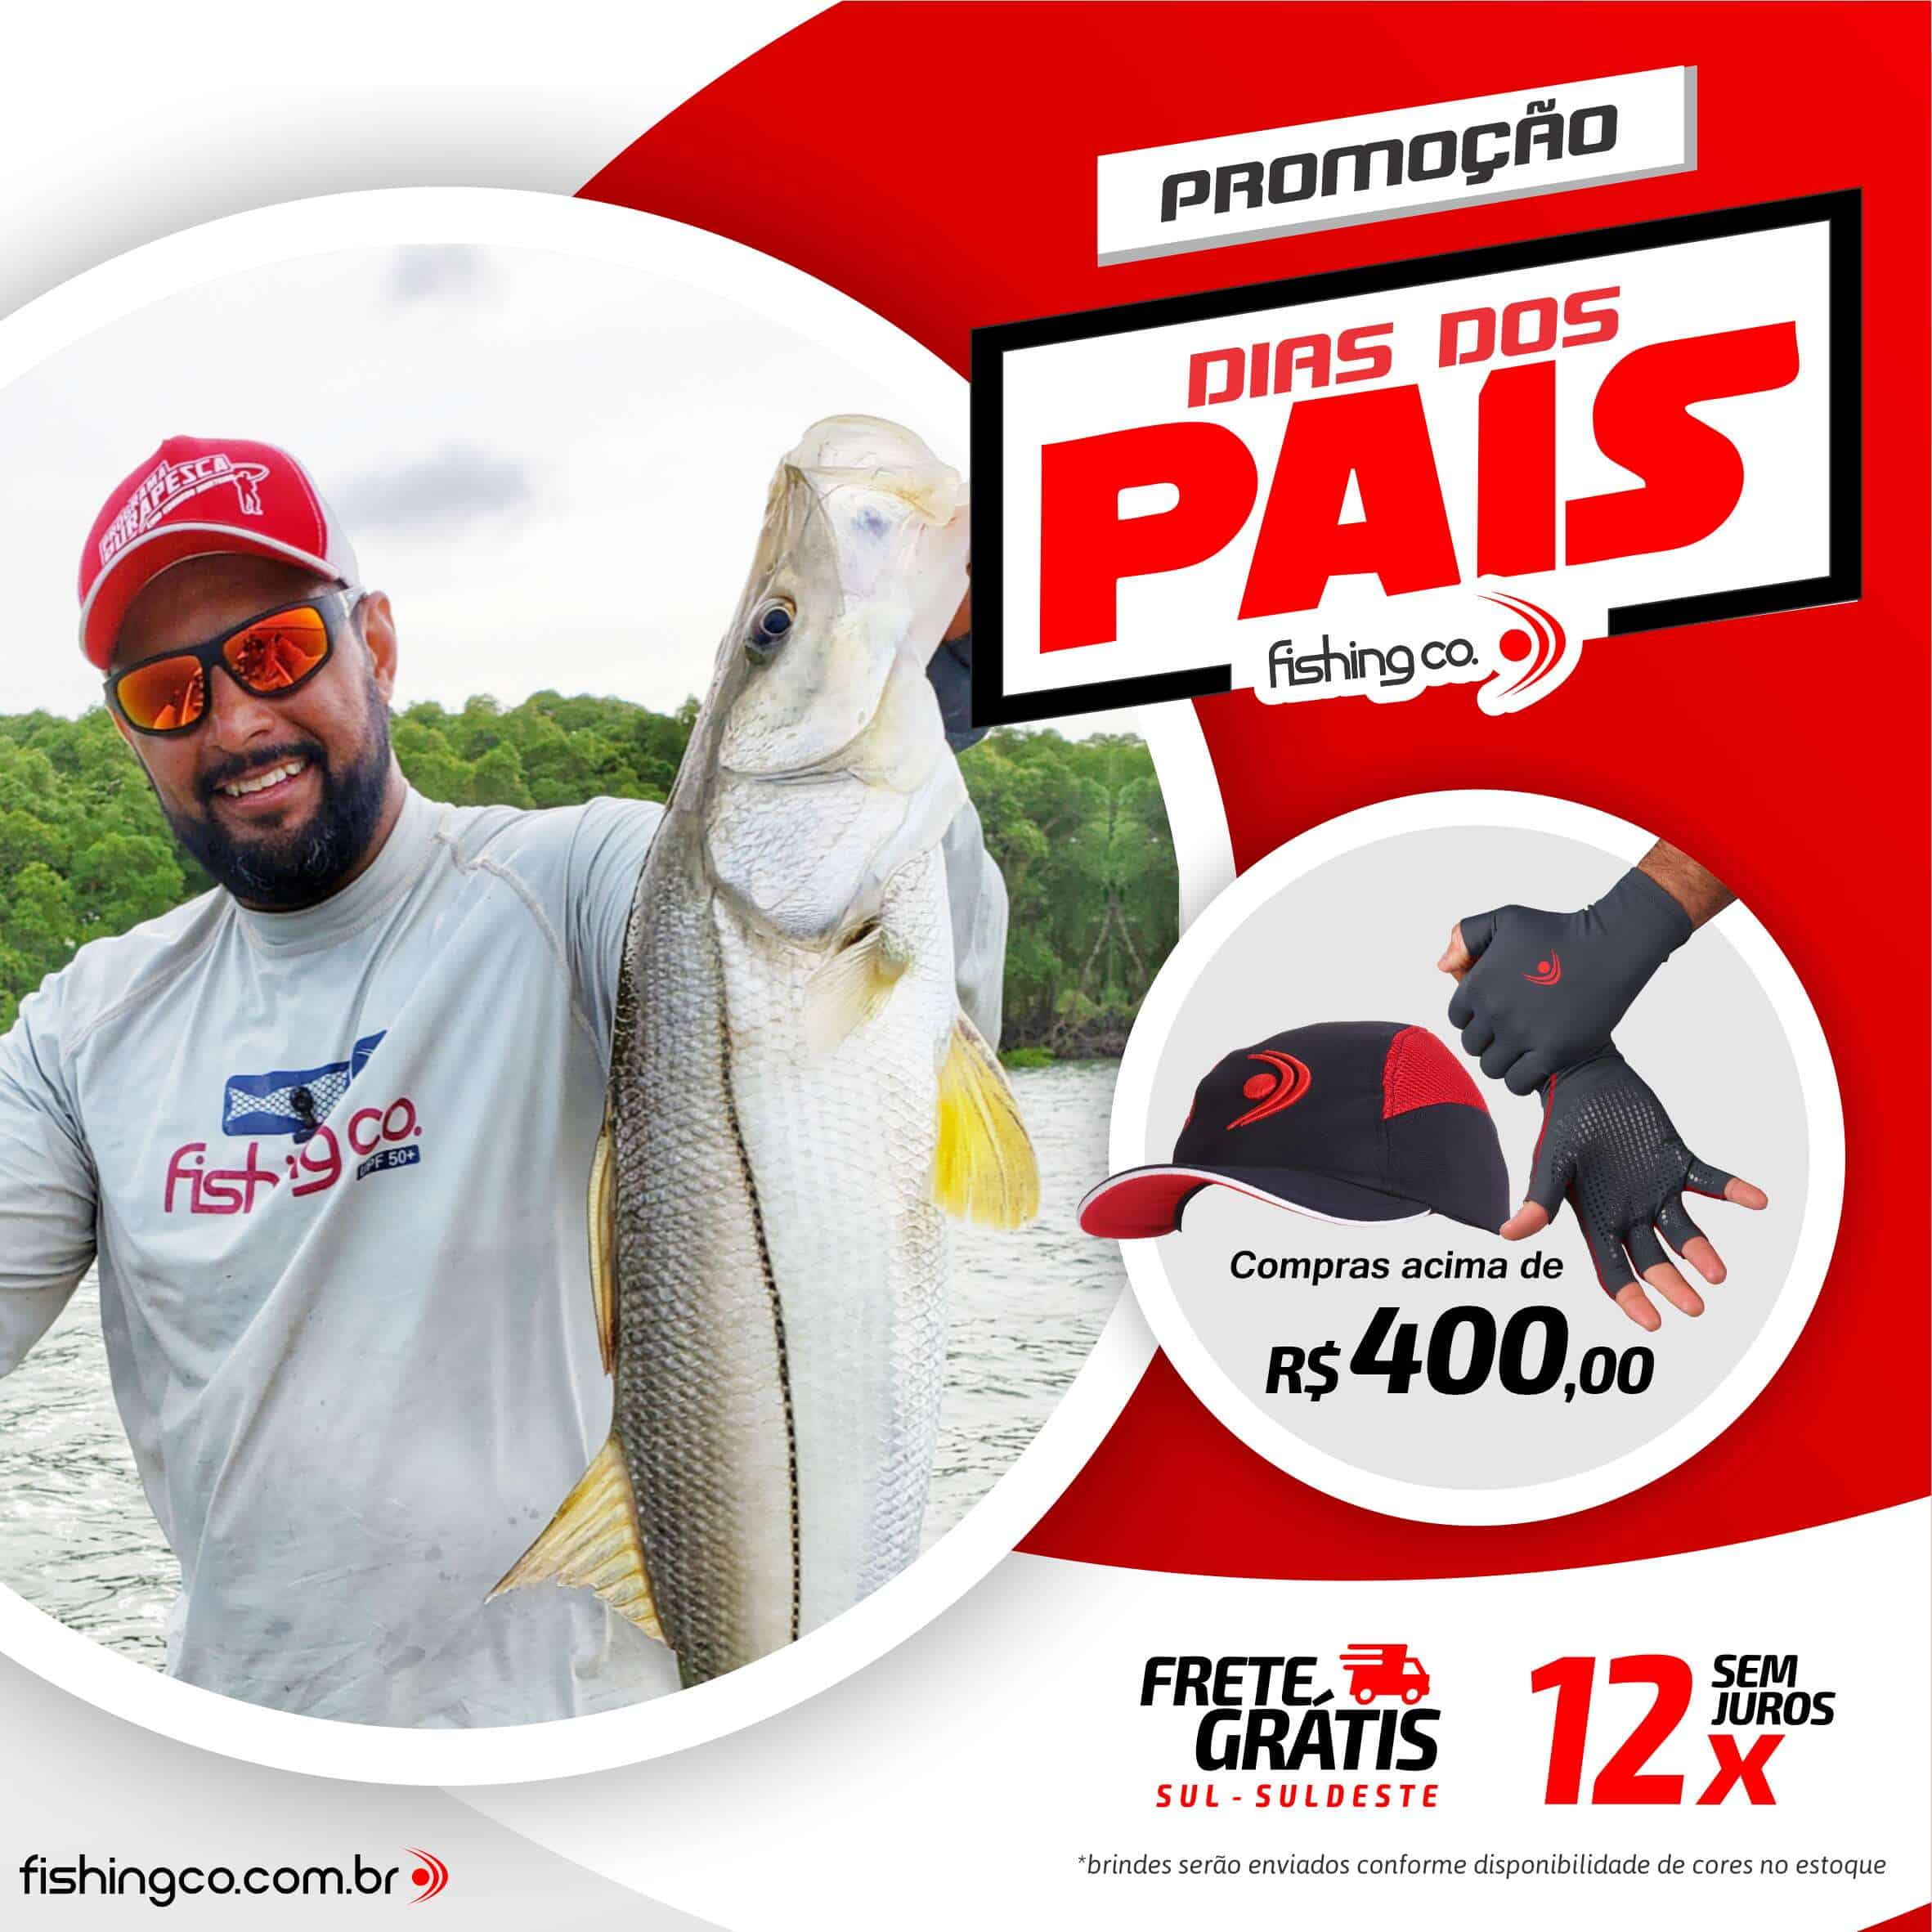 PROMOÇÃO
DIAS DOS
PAIS
fishing co.
GURAPESCA
fishing co.
UPF 50+
Compras acima de
R$ 400,00
FRETE
GRÁTIS
SUL - SULDESTE
12x
SEM
JUROS
*brindes serão enviados conforme disponibilidade de cores no estoque
fishingco.com.br